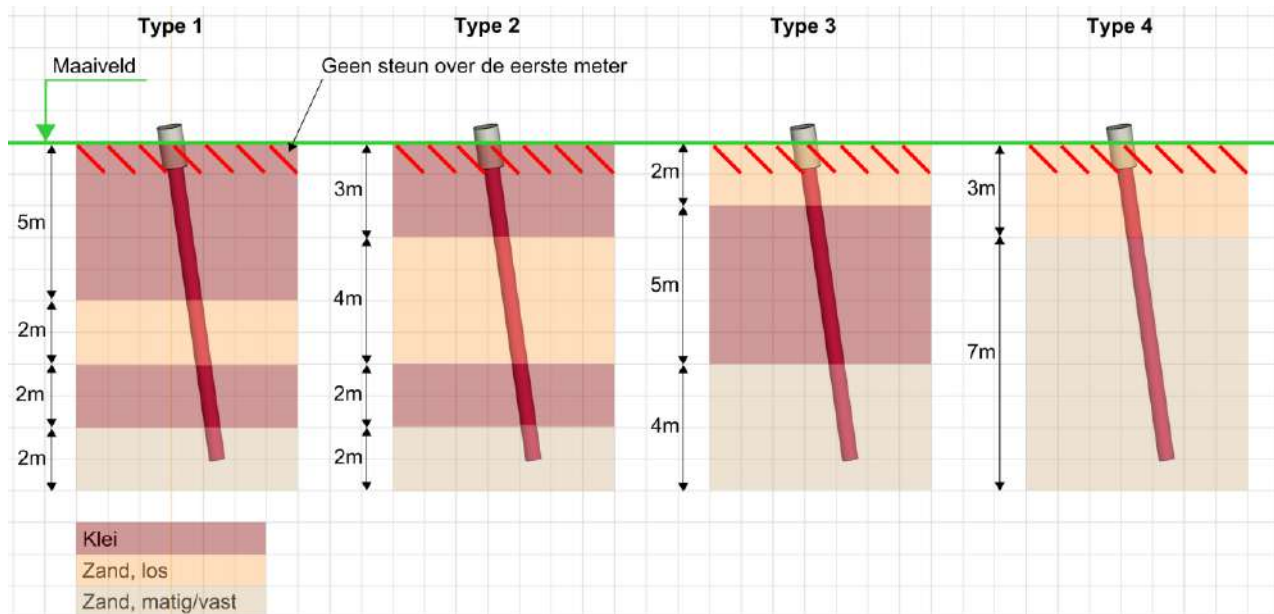 Type 1
Type 2
Type 3
Type 4
Maaiveld
Geen steun over de eerste meter
5m
2m
2m
2m
3m
4m
2m
2m
2m
5m
4m
3m
7m
Klei
Zand, los
Zand, matig/vast